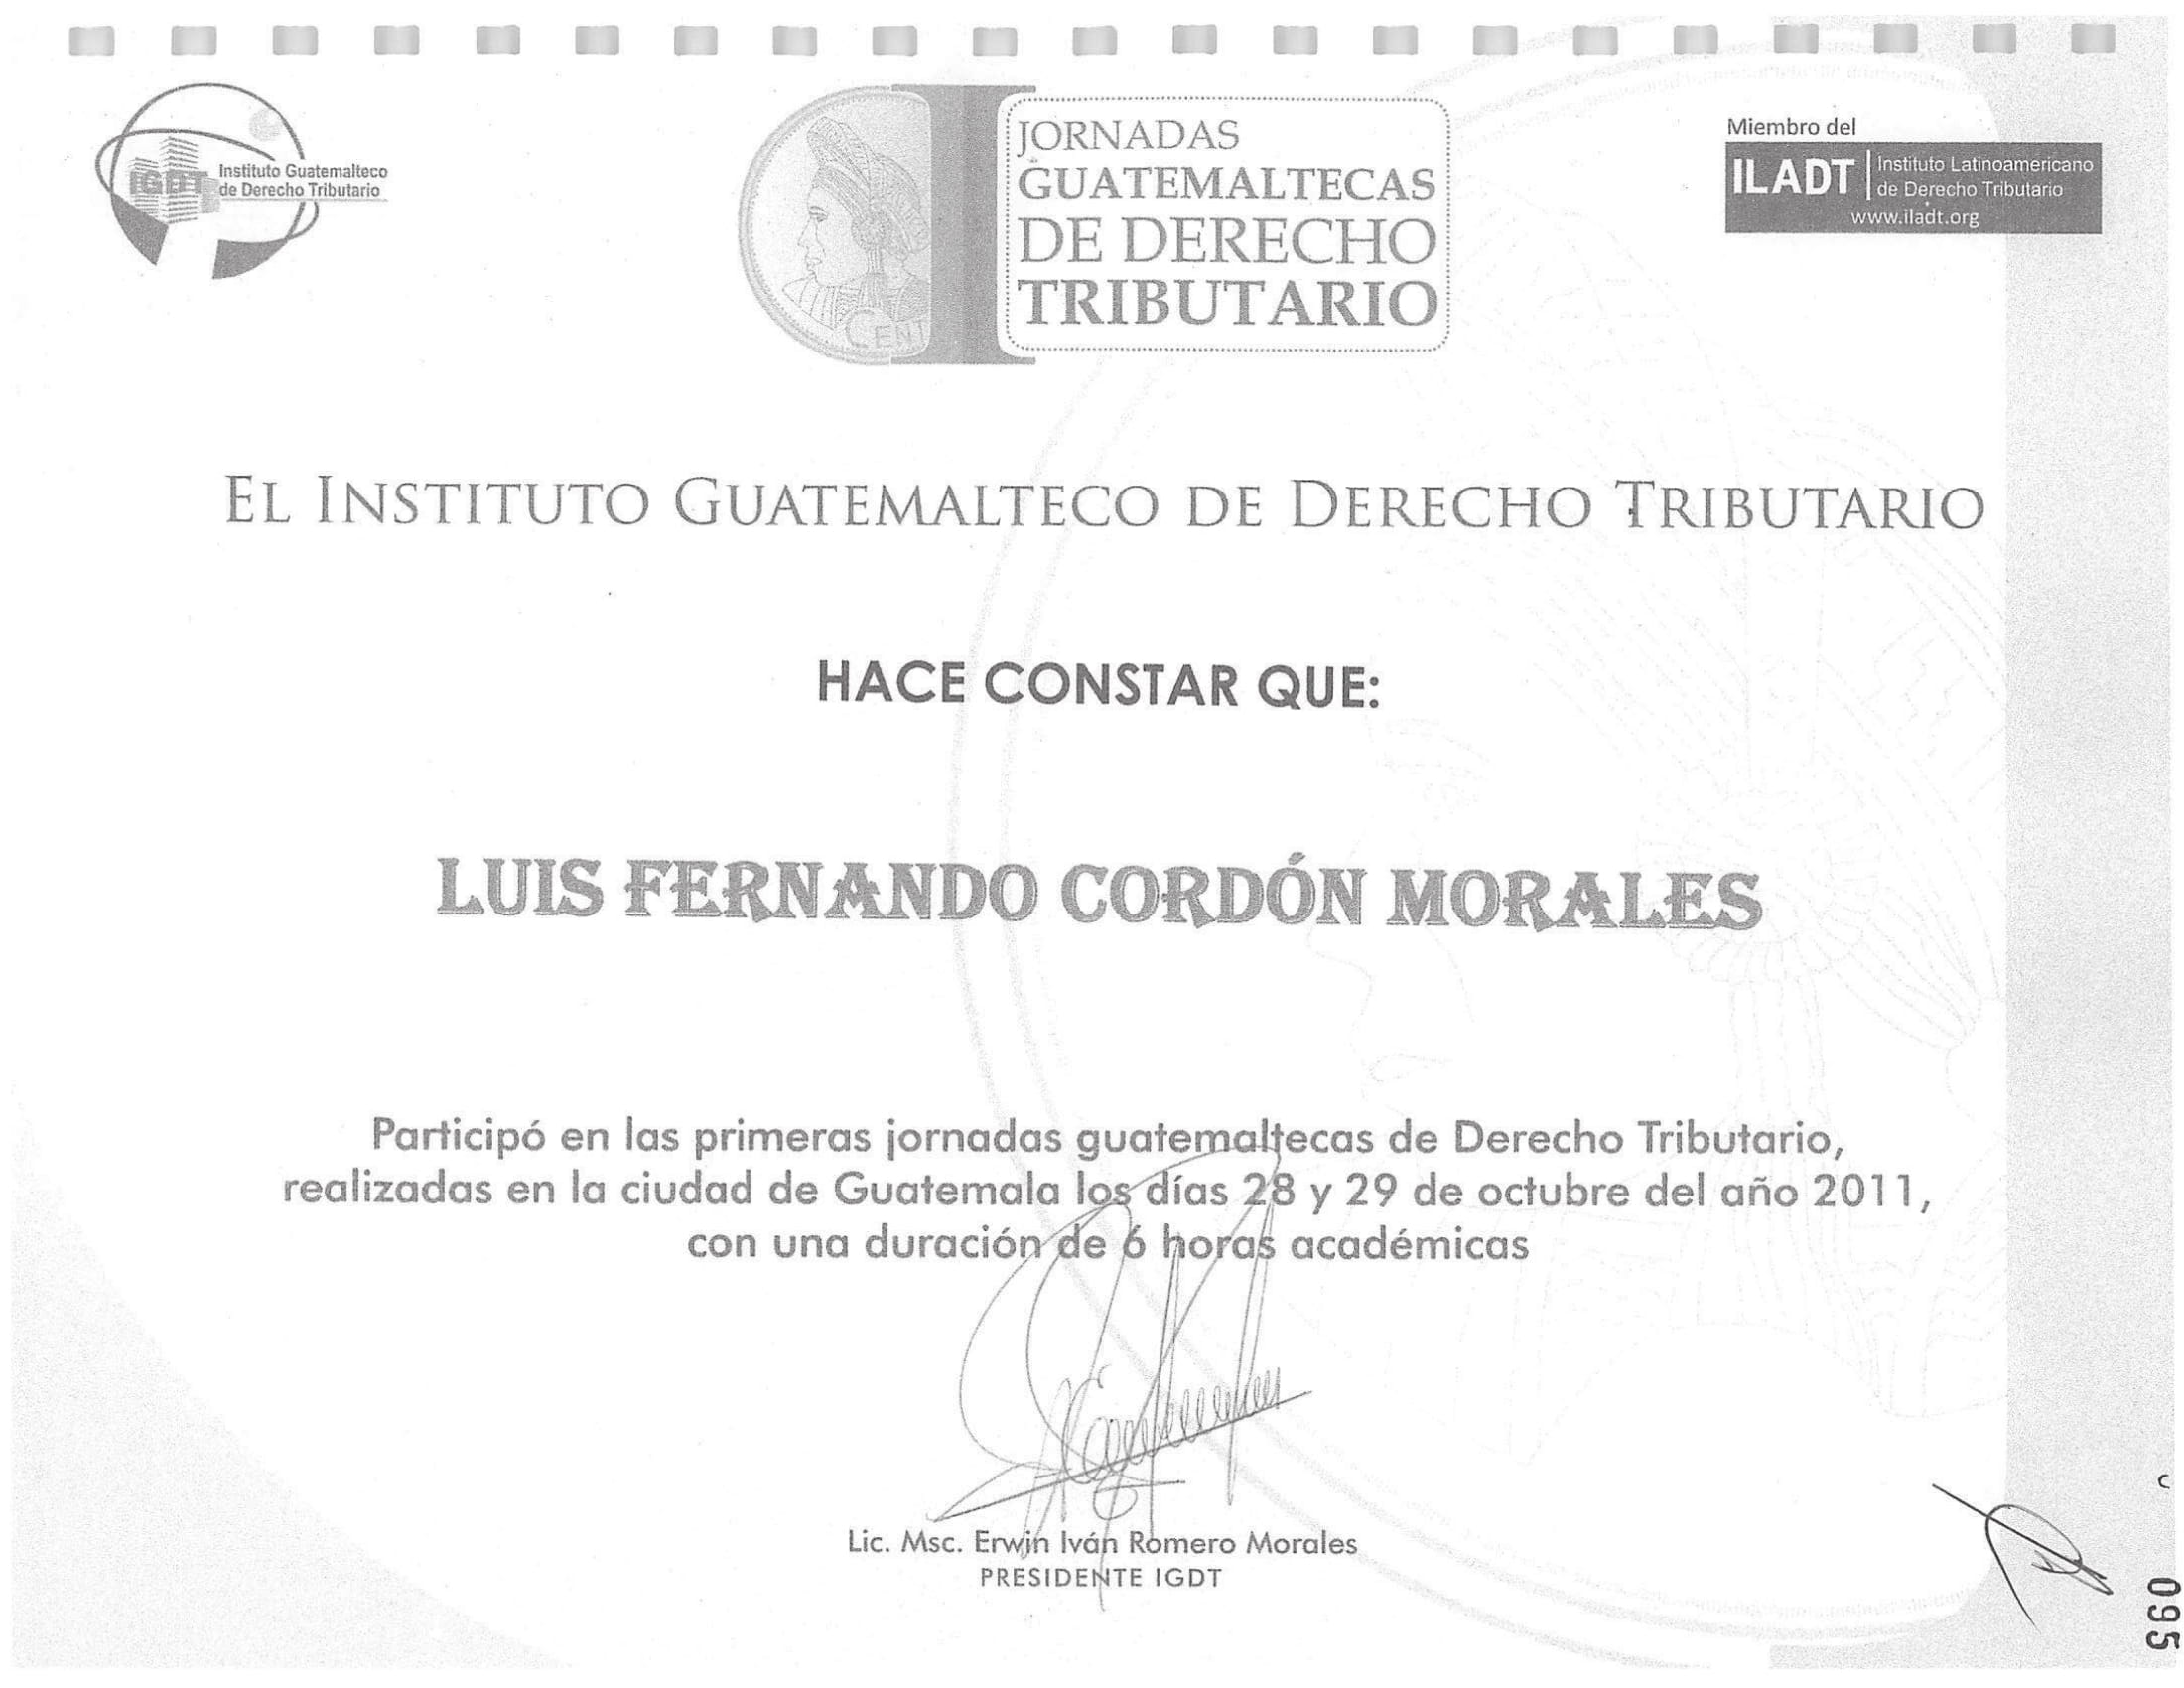 IGDT
Instituto Guatemalteco
de Derecho Tributario
I
CENT
JORNADAS
GUATEMALTECAS
DE DERECHO
TRIBUTARIO
Miembro del
ILADT
Instituto Latinoamericano
de Derecho Tributario
www.iladt.org
EL INSTITUTO GUATEMALTECO DE DERECHO TRIBUTARIO
HACE CONSTAR QUE:
LUIS FERNANDO CORDÓN MORALES
Participó en las primeras jornadas guatemaltecas de Derecho Tributario,
realizadas en la ciudad de Guatemala los días 28 y 29 de octubre del año 2011,
con una duración de 6 horas académicas
Lic. Msc. Erwin Iván Romero Morales
PRESIDENTE IGDT
095